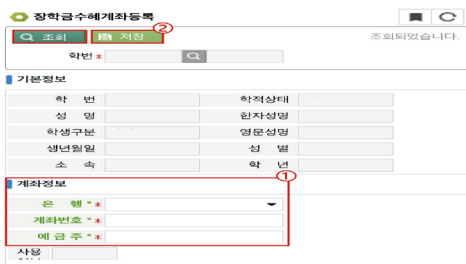 장학금수혜계좌등록
② 
조회 저장 조회되었습니다.
학번 *
기본정보
학 번 학적상태
성 명 한자성명
학생구분 영문성명
생년월일 성 별
소 속 학 년
계좌정보 ①
은 행 * *
계좌번호 * *
예 금 주 * *
사용